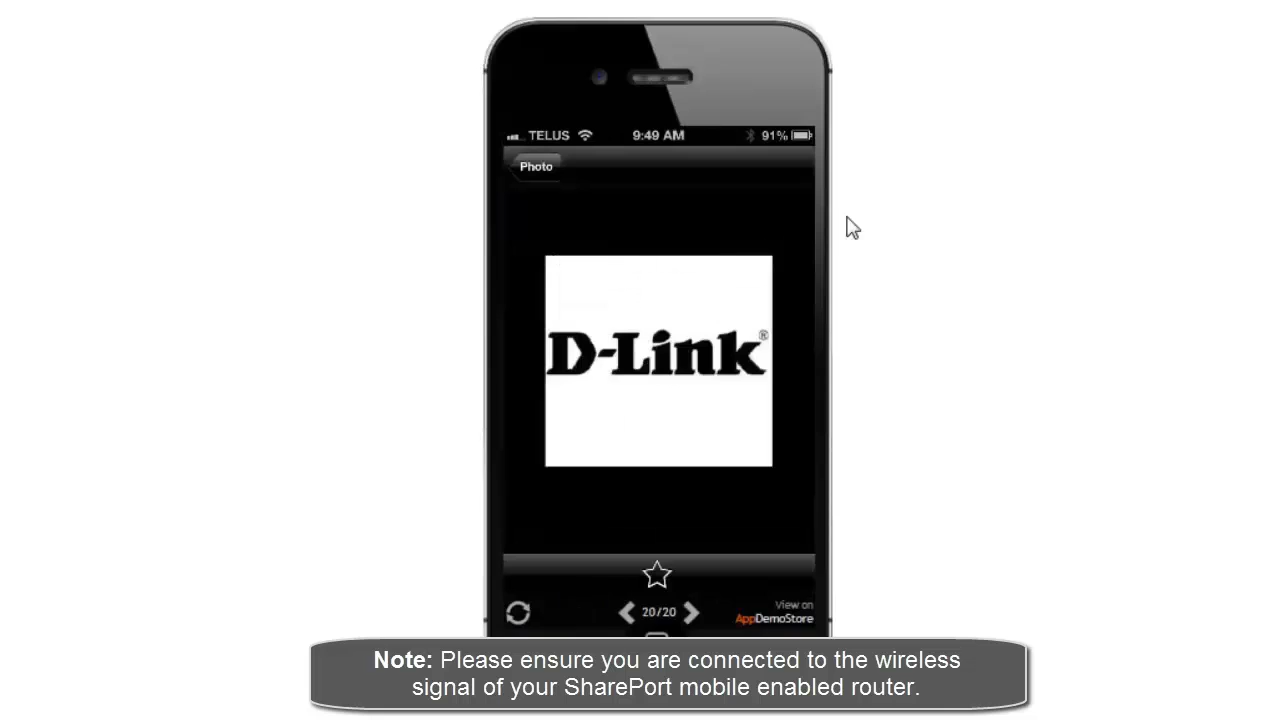 TELUS 9:49 AM 91%
Photo
D-Link®
20/20
View on
AppDemoStore
Note: Please ensure you are connected to the wireless
signal of your SharePort mobile enabled router.